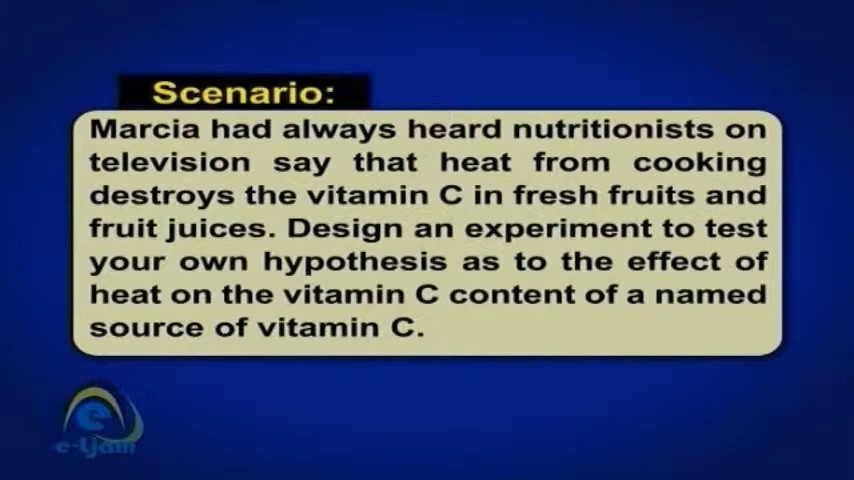 Scenario:
Marcia had always heard nutritionists on
television say that heat from cooking
destroys the vitamin C in fresh fruits and
fruit juices. Design an experiment to test
your own hypothesis as to the effect of
heat on the vitamin C content of a named
source of vitamin C.
e
e-Ljam